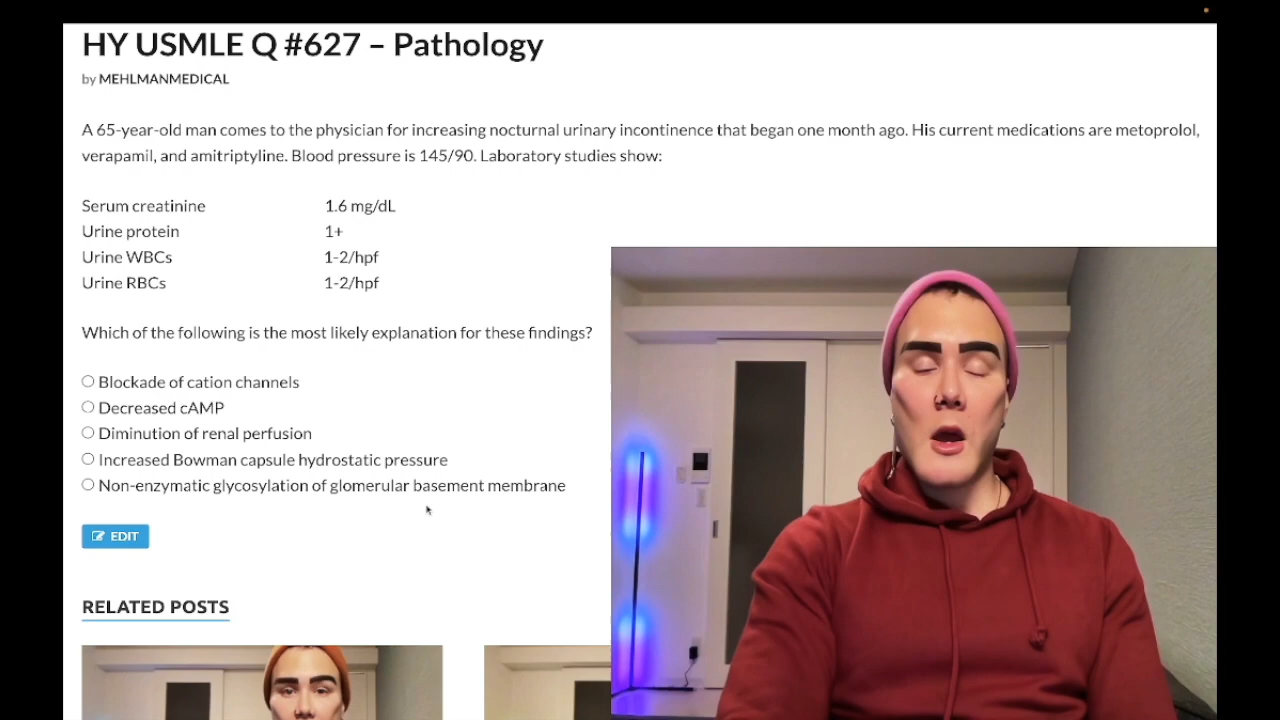 HY USMLE Q #627 – Pathology
by MEHLMANMEDICAL
A 65-year-old man comes to the physician for increasing nocturnal urinary incontinence that began one month ago. His current medications are metoprolol,
verapamil, and amitriptyline. Blood pressure is 145/90. Laboratory studies show:
Serum creatinine 1.6 mg/dL
Urine protein 1+
Urine WBCs 1-2/hpf
Urine RBCs 1-2/hpf
Which of the following is the most likely explanation for these findings?
Blockade of cation channels
Decreased cAMP
Diminution of renal perfusion
Increased Bowman capsule hydrostatic pressure
Non-enzymatic glycosylation of glomerular basement membrane
EDIT
RELATED POSTS